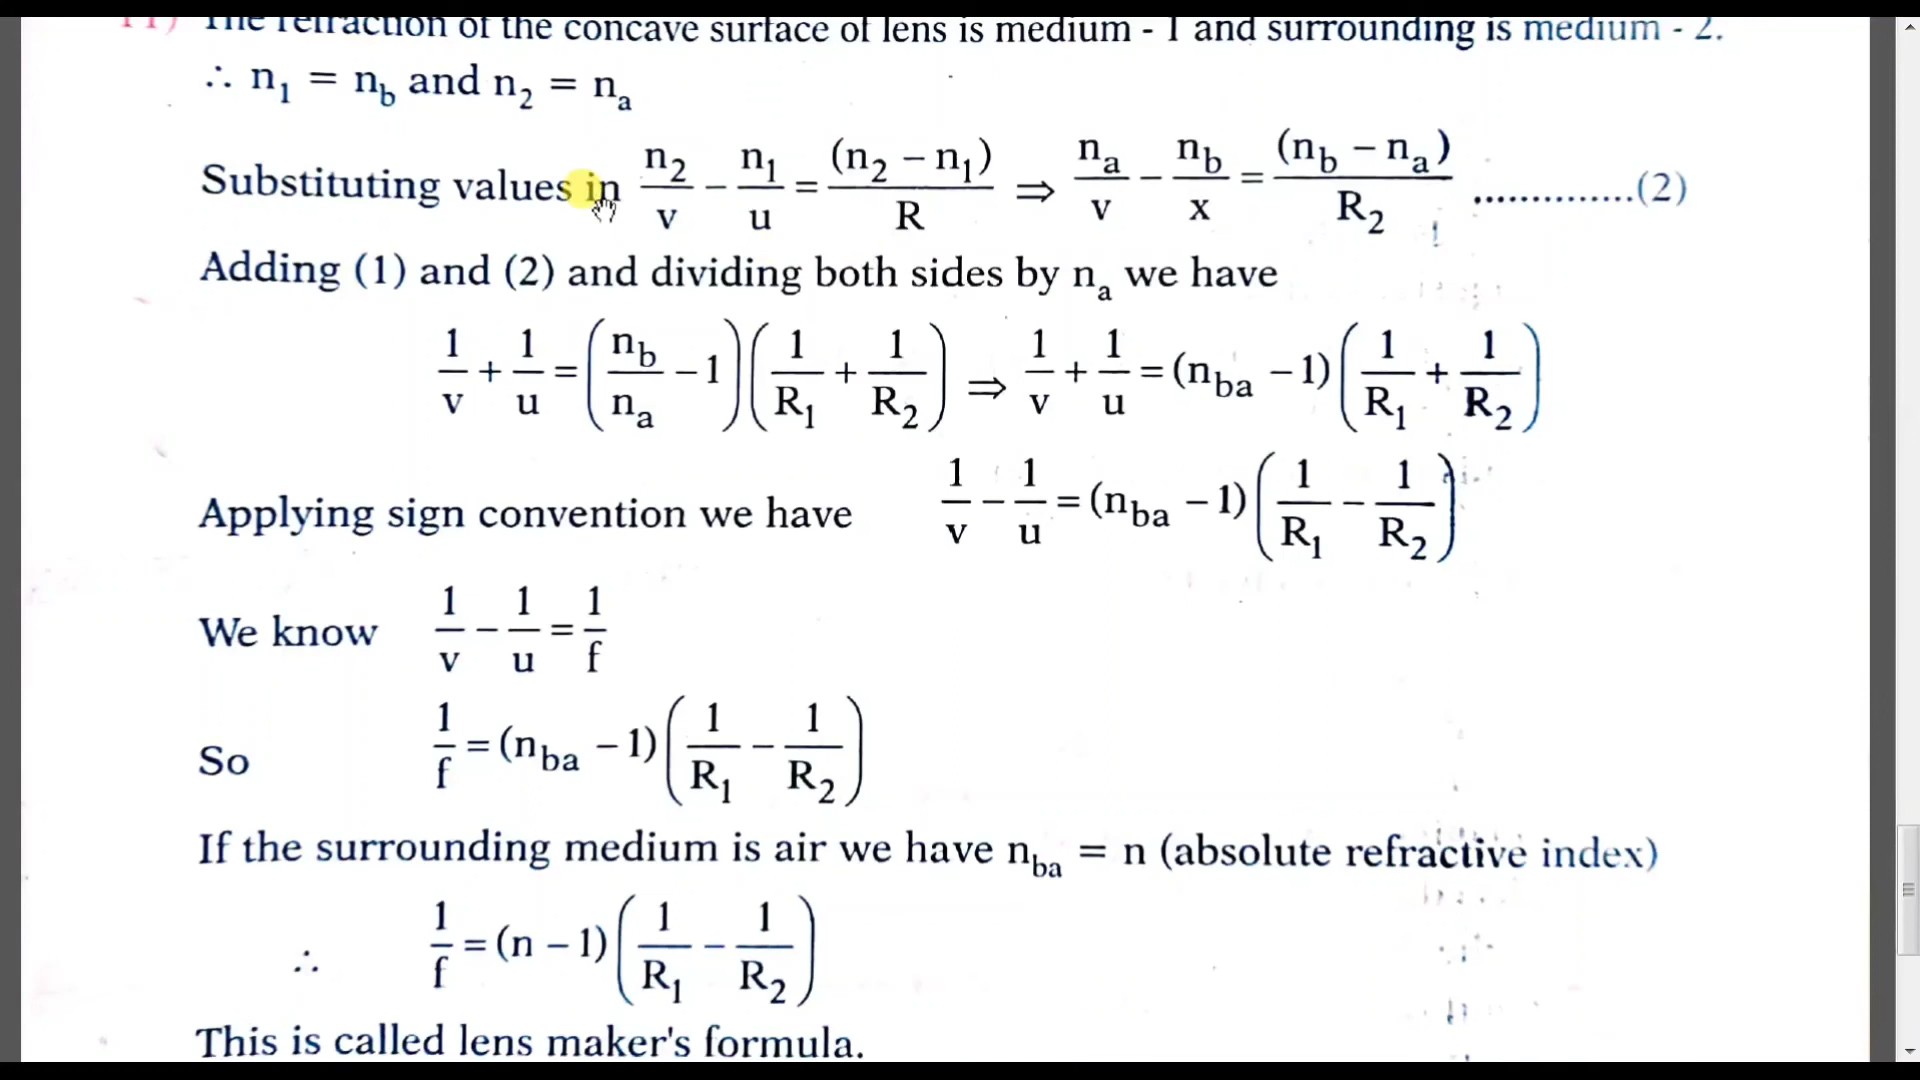 11) The refraction of the concave surface of lens is medium - 1 and surrounding is medium - 2.
∴ n₁ = n_b and n₂ = n_a
Substituting values in n₂/v − n₁/u = (n₂ − n₁)/R ⇒ n_a/v − n_b/x = (n_b − n_a)/R₂ ..............(2)
Adding (1) and (2) and dividing both sides by n_a we have
1/v + 1/u = (n_b/n_a − 1)(1/R₁ + 1/R₂) ⇒ 1/v + 1/u = (n_ba − 1)(1/R₁ + 1/R₂)
Applying sign convention we have 1/v − 1/u = (n_ba − 1)(1/R₁ − 1/R₂)
We know 1/v − 1/u = 1/f
So 1/f = (n_ba − 1)(1/R₁ − 1/R₂)
If the surrounding medium is air we have n_ba = n (absolute refractive index)
∴ 1/f = (n − 1)(1/R₁ − 1/R₂)
This is called lens maker's formula.